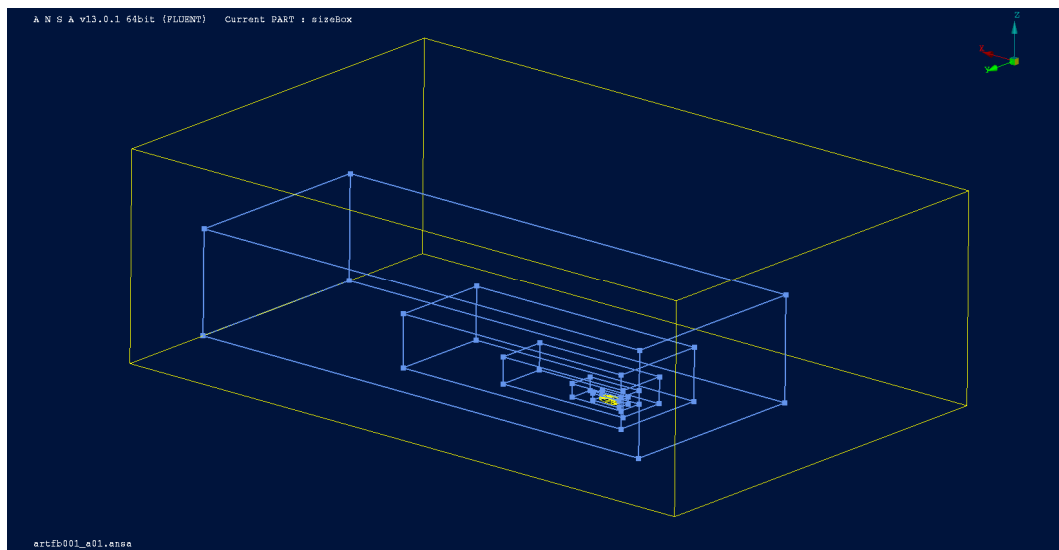 A N S A v13.0.1 64bit (FLUENT) Current PART : sizeBox
Z
X
Y
artfb001_a01.ansa